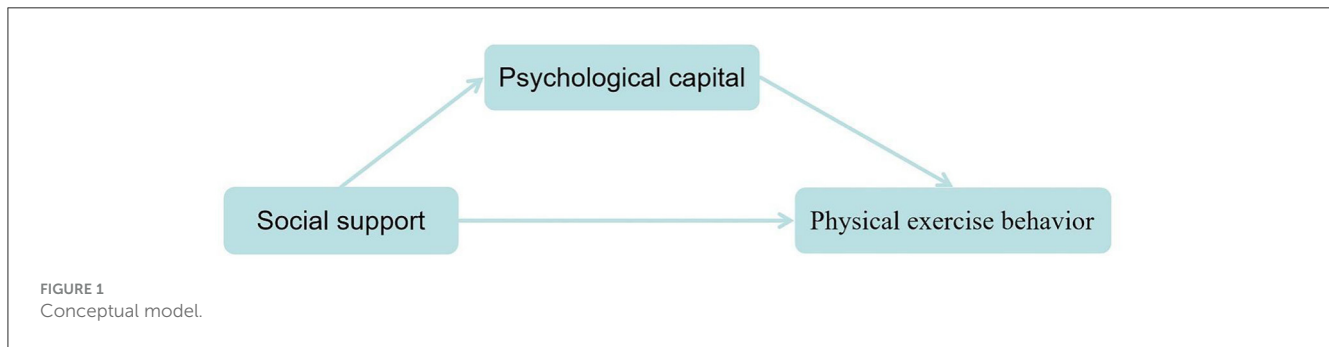 Psychological capital
Social support
Physical exercise behavior
FIGURE 1
Conceptual model.